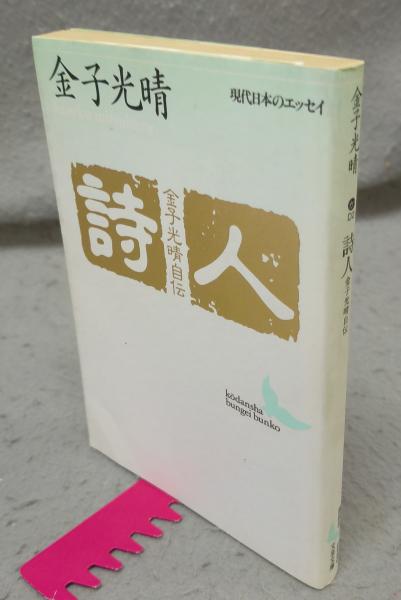 金子光晴
現代日本のエッセイ
詩人
金子光晴自伝
kōdansha
bungei bunko
金子光晴
詩人
金子光晴自伝